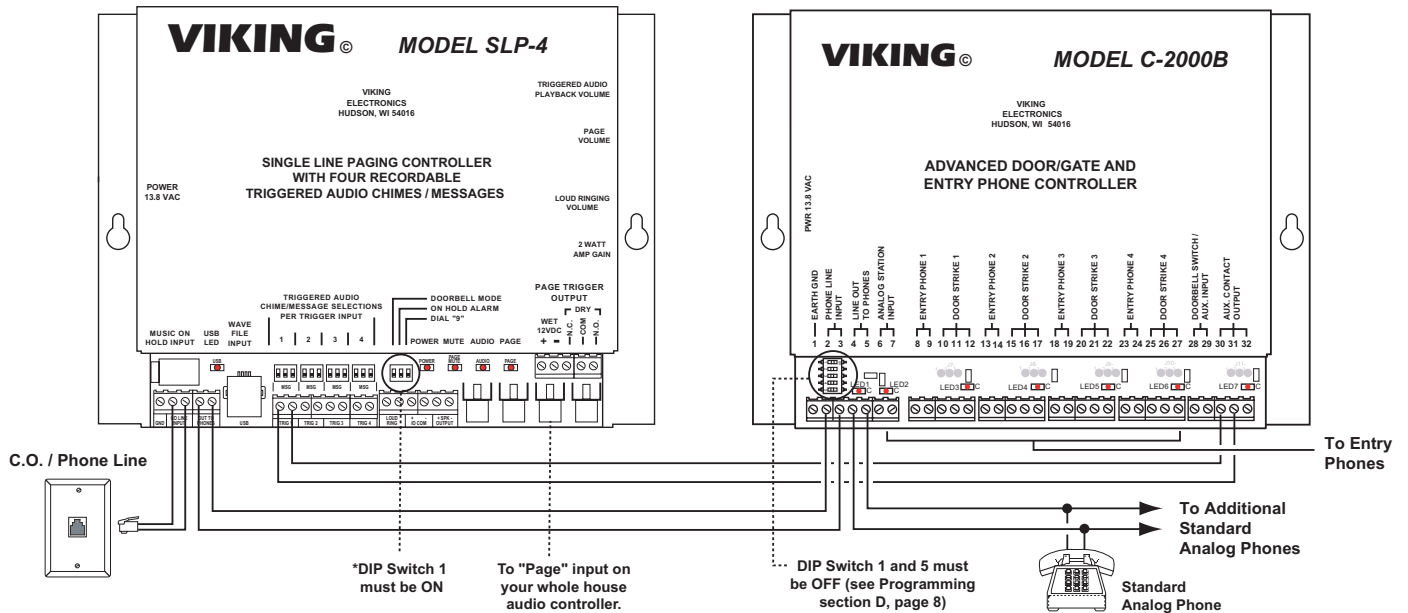 VIKING©
MODEL SLP-4
VIKING
ELECTRONICS
HUDSON, WI 54016
TRIGGERED AUDIO
PLAYBACK VOLUME
PAGE
VOLUME
SINGLE LINE PAGING CONTROLLER
WITH FOUR RECORDABLE
TRIGGERED AUDIO CHIMES / MESSAGES
POWER
13.8 VAC
LOUD RINGING
VOLUME
2 WATT
AMP GAIN
TRIGGERED AUDIO
CHIME/MESSAGE SELECTIONS
PER TRIGGER INPUT
1 2 3 4
DOORBELL MODE
ON HOLD ALARM
DIAL "9"
PAGE TRIGGER
OUTPUT
DRY
WET
12VDC
+ -
N.C.
COM
N.O.
MUSIC ON
HOLD INPUT
USB
LED
WAVE
FILE
INPUT
POWER MUTE AUDIO PAGE
USB
POWER
PAGE
MUTE
AUDIO
PAGE
MSG MSG MSG MSG
GND
CO LINE
INPUT
OUT TO
PHONES
USB
TRIG 1
TRIG 2
TRIG 3
TRIG 4
LOUD
RING
+ -
IO COM
+ SPK -
OUTPUT
VIKING©
MODEL C-2000B
VIKING
ELECTRONICS
HUDSON, WI 54016
ADVANCED DOOR/GATE AND
ENTRY PHONE CONTROLLER
PWR 13.8 VAC
EARTH GND
PHONE LINE
INPUT
LINE OUT
TO PHONES
ANALOG STATION
INPUT
ENTRY PHONE 1
DOOR STRIKE 1
ENTRY PHONE 2
DOOR STRIKE 2
ENTRY PHONE 3
DOOR STRIKE 3
ENTRY PHONE 4
DOOR STRIKE 4
DOORBELL SWITCH /
AUX. INPUT
AUX. CONTACT
OUTPUT
1 2 3 4 5 6 7 8 9 10 11 12 13 14 15 16 17 18 19 20 21 22 23 24 25 26 27 28 29 30 31 32
LED1 C
LED2 C
LED3 C
LED4 C
LED5 C
LED6 C
LED7 C
C.O. / Phone Line
*DIP Switch 1
must be ON
To "Page" input on
your whole house
audio controller.
DIP Switch 1 and 5 must
be OFF (see Programming
section D, page 8)
To Entry
Phones
To Additional
Standard
Analog Phones
Standard
Analog Phone